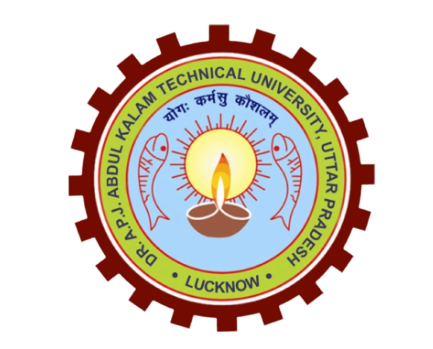 DR. A.P.J. ABDUL KALAM TECHNICAL UNIVERSITY, UTTAR PRADESH
योगः कर्मसु कौशलम्
• LUCKNOW •